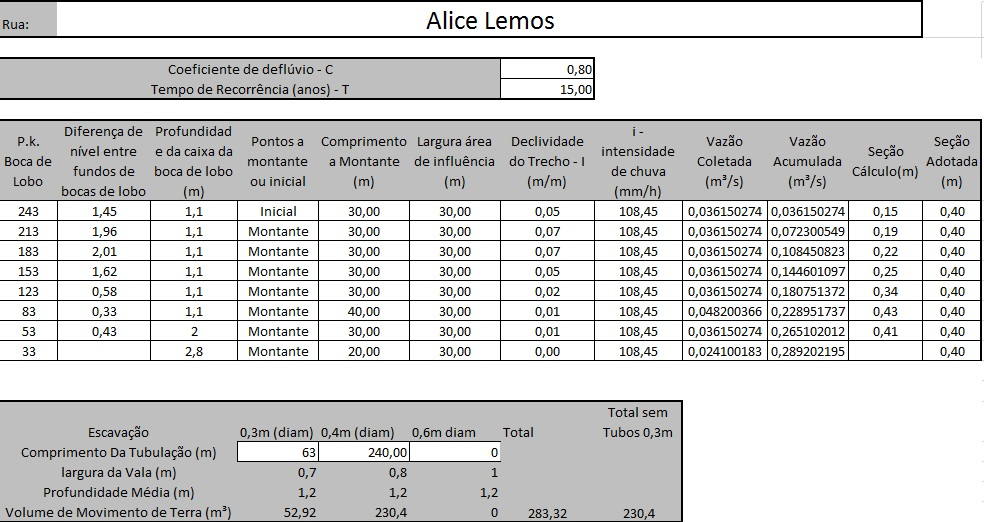 Rua: Alice Lemos
Coeficiente de deflúvio - C 0,80
Tempo de Recorrência (anos) - T 15,00
P.k. Boca de Lobo Diferença de nível entre fundos de bocas de lobo Profundidad e da caixa da boca de lobo (m) Pontos a montante ou inicial Comprimento a Montante (m) Largura área de influência (m) Declividade do Trecho - I (m/m) i - intensidade de chuva (mm/h) Vazão Coletada (m³/s) Vazão Acumulada (m³/s) Seção Cálculo(m) Seção Adotada (m)
243 1,45 1,1 Inicial 30,00 30,00 0,05 108,45 0,036150274 0,036150274 0,15 0,40
213 1,96 1,1 Montante 30,00 30,00 0,07 108,45 0,036150274 0,072300549 0,19 0,40
183 2,01 1,1 Montante 30,00 30,00 0,07 108,45 0,036150274 0,108450823 0,22 0,40
153 1,62 1,1 Montante 30,00 30,00 0,05 108,45 0,036150274 0,144601097 0,25 0,40
123 0,58 1,1 Montante 30,00 30,00 0,02 108,45 0,036150274 0,180751372 0,34 0,40
83 0,33 1,1 Montante 40,00 30,00 0,01 108,45 0,048200366 0,228951737 0,43 0,40
53 0,43 2 Montante 30,00 30,00 0,01 108,45 0,036150274 0,265102012 0,41 0,40
33 2,8 Montante 20,00 30,00 0,00 108,45 0,024100183 0,289202195 0,40
Escavação 0,3m (diam) 0,4m (diam) 0,6m diam Total Total sem Tubos 0,3m
Comprimento Da Tubulação (m) 63 240,00 0
largura da Vala (m) 0,7 0,8 1
Profundidade Média (m) 1,2 1,2 1,2
Volume de Movimento de Terra (m³) 52,92 230,4 0 283,32 230,4